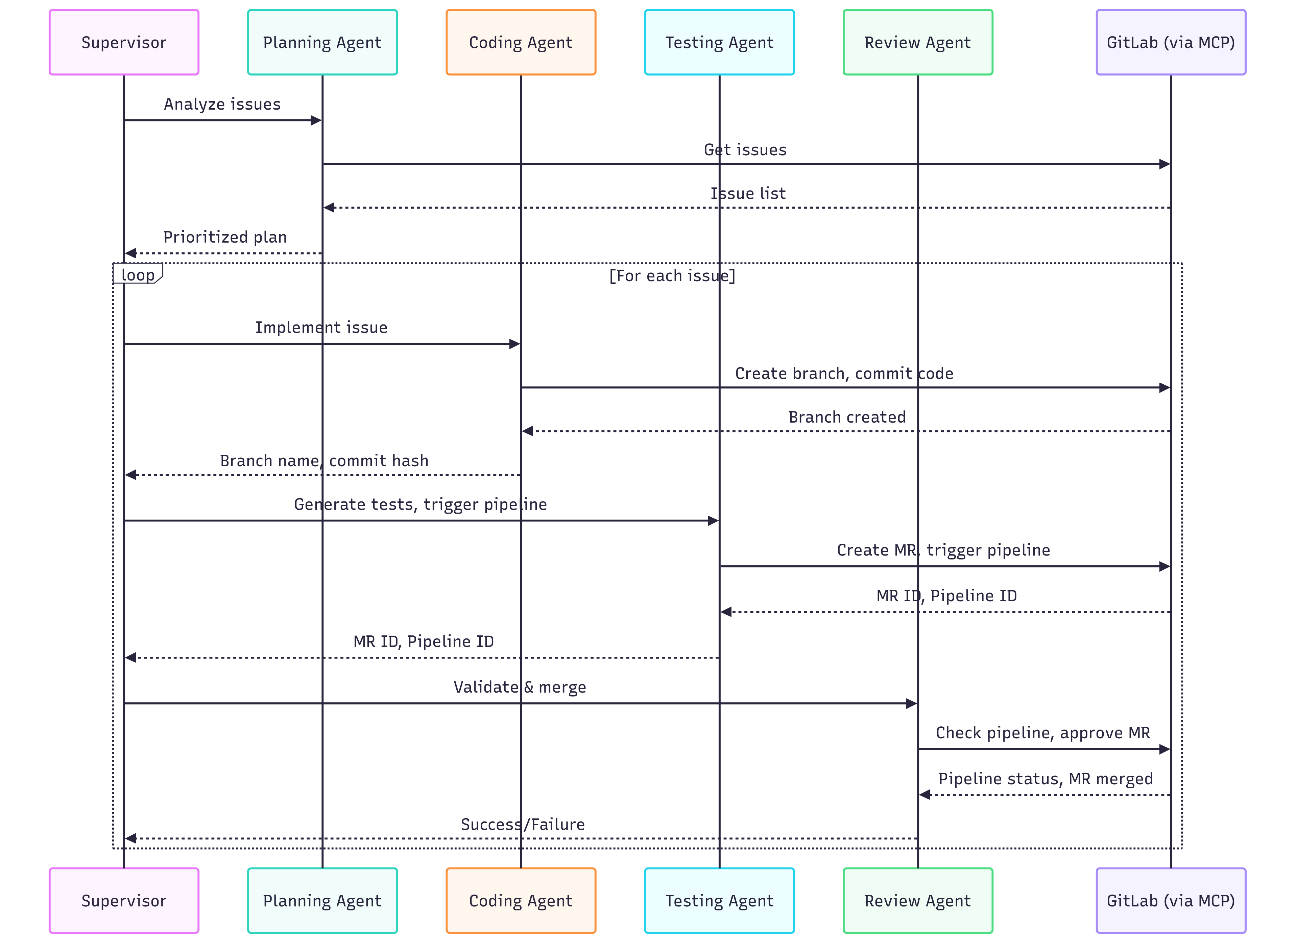 Supervisor
Planning Agent
Coding Agent
Testing Agent
Review Agent
GitLab (via MCP)
Analyze issues
Get issues
Issue list
Prioritized plan
loop
[For each issue]
Implement issue
Create branch, commit code
Branch created
Branch name, commit hash
Generate tests, trigger pipeline
Create MR, trigger pipeline
MR ID, Pipeline ID
MR ID, Pipeline ID
Validate & merge
Check pipeline, approve MR
Pipeline status, MR merged
Success/Failure
Supervisor
Planning Agent
Coding Agent
Testing Agent
Review Agent
GitLab (via MCP)